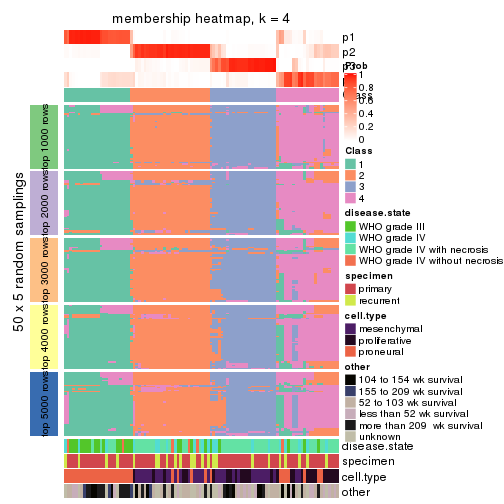 membership heatmap, k = 4
p1
p2
p3
Prob
1
0.8
0.6
0.4
0.2
0
Class
Class
1
2
3
4
disease.state
WHO grade III
WHO grade IV
WHO grade IV with necrosis
WHO grade IV without necrosis
specimen
primary
recurrent
cell.type
mesenchymal
proliferative
proneural
other
104 to 154 wk survival
155 to 209 wk survival
52 to 103 wk survival
less than 52 wk survival
more than 209 wk survival
unknown
disease.state
specimen
cell.type
other
50 x 5 random samplings
top 1000 rows
top 2000 rows
top 3000 rows
top 4000 rows
top 5000 rows